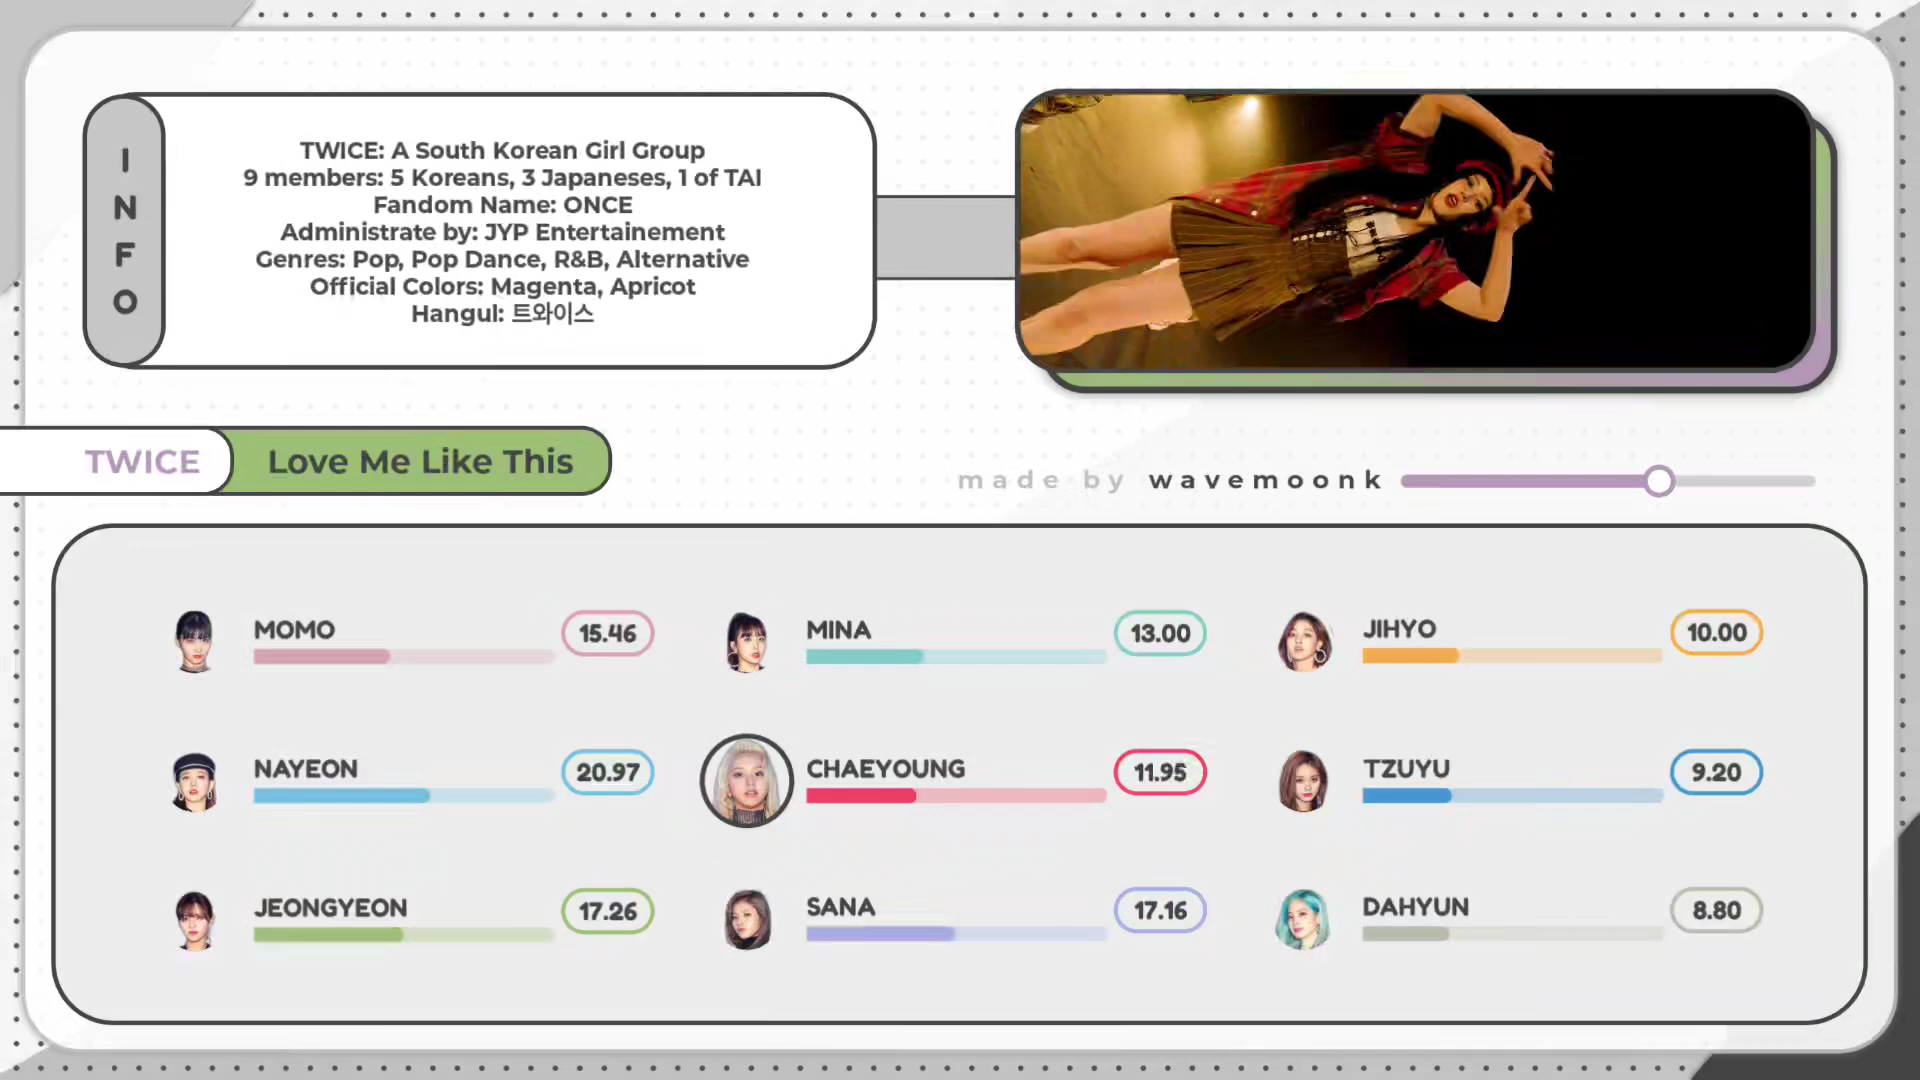 INFO
TWICE: A South Korean Girl Group
9 members: 5 Koreans, 3 Japaneses, 1 of TAI
Fandom Name: ONCE
Administrate by: JYP Entertainement
Genres: Pop, Pop Dance, R&B, Alternative
Official Colors: Magenta, Apricot
Hangul: 트와이스
TWICE Love Me Like This
made by wavemoonk
MOMO 15.46
MINA 13.00
JIHYO 10.00
NAYEON 20.97
CHAEYOUNG 11.95
TZUYU 9.20
JEONGYEON 17.26
SANA 17.16
DAHYUN 8.80